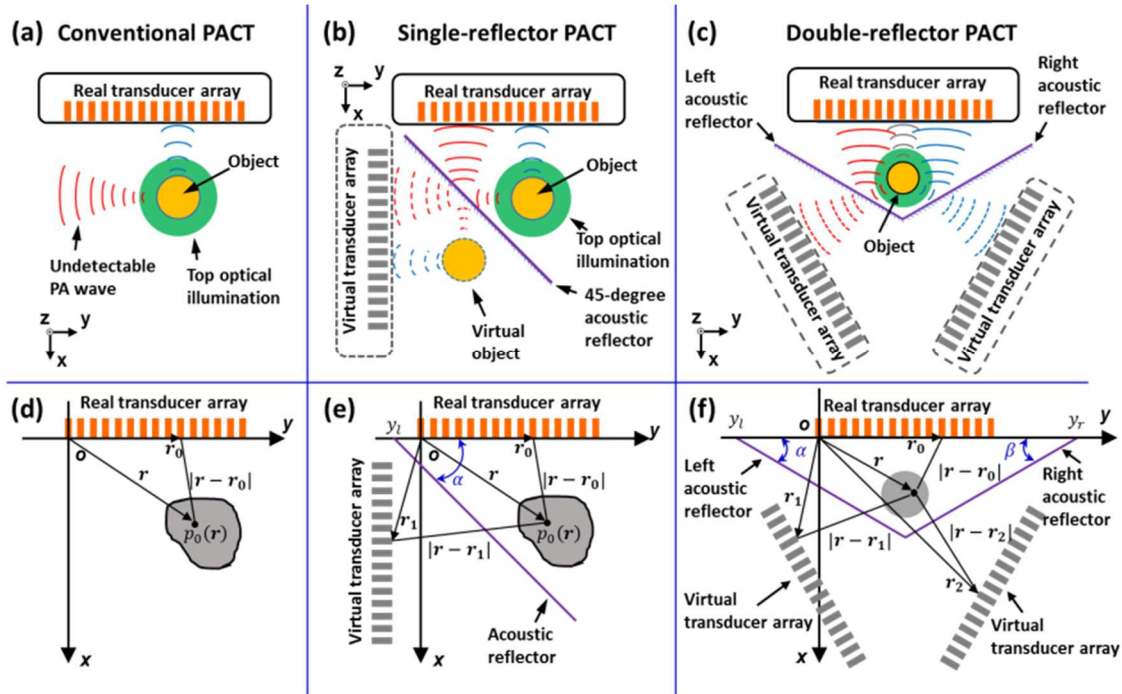 (a) Conventional PACT
Real transducer array
Object
Undetectable
PA wave
Top optical
illumination
z
y
x
(b) Single-reflector PACT
z
y
x
Real transducer array
Virtual transducer array
Object
Top optical
illumination
Virtual
object
45-degree
acoustic
reflector
(c) Double-reflector PACT
Left
acoustic
reflector
Real transducer array
Right
acoustic
reflector
Object
Virtual transducer array
Virtual transducer array
z
y
x
(d)
Real transducer array
y
o
r₀
r
|r − r₀|
p₀(r)
x
(e)
Real transducer array
yₗ
y
o
r₀
α
r
|r − r₀|
r₁
p₀(r)
|r − r₁|
Virtual transducer array
Acoustic
reflector
x
(f)
Real transducer array
yₗ
o
yᵣ
y
r₀
α
β
r
|r − r₀|
Left
acoustic
reflector
Right
acoustic
reflector
r₁
|r − r₁|
|r − r₂|
r₂
Virtual
transducer array
Virtual
transducer array
x